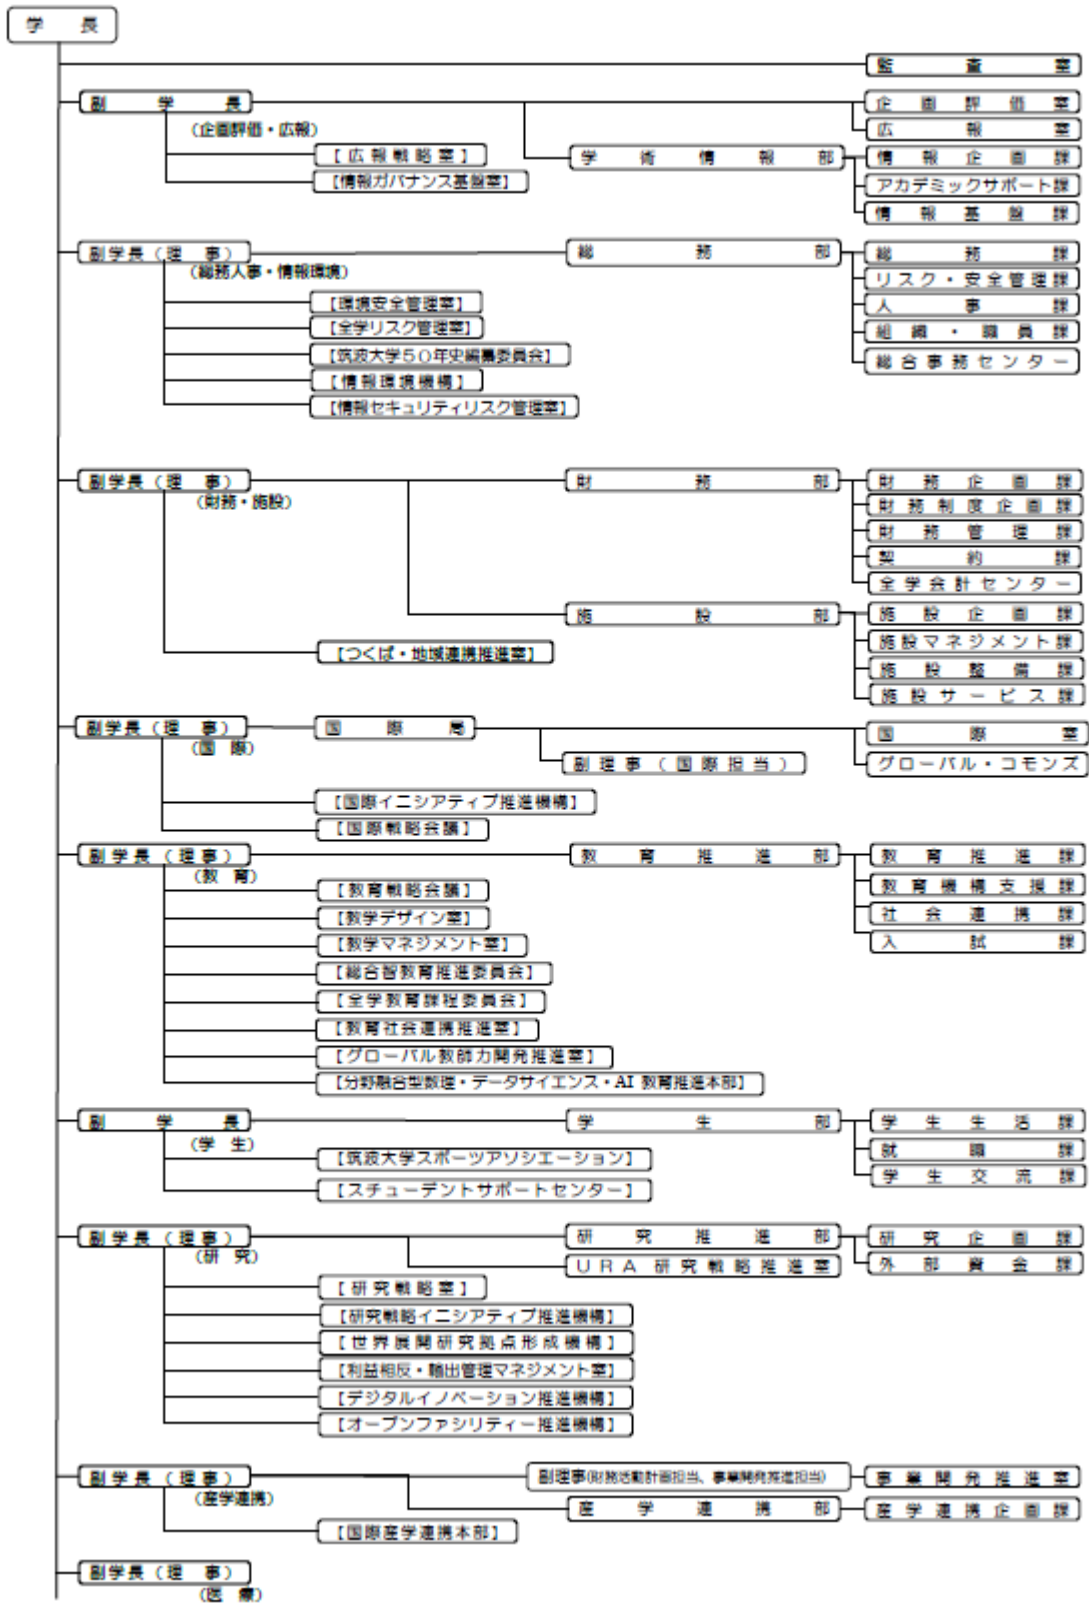 学長
監査室
副学長
企画評価室
（企画評価・広報）
広報室
【広報戦略室】
学術情報部
情報企画課
【情報ガバナンス基盤室】
アカデミックサポート課
情報基盤課
副学長（理事）
総務部
総務課
（総務人事・情報環境）
リスク・安全管理課
【環境安全管理室】
人事課
【全学リスク管理室】
組織・職員課
【筑波大学５０年史編纂委員会】
総合事務センター
【情報環境機構】
【情報セキュリティリスク管理室】
副学長（理事）
財務部
財務企画課
（財務・施設）
財務制度企画課
財務管理課
契約課
全学会計センター
施設部
施設企画課
【つくば・地域連携推進室】
施設マネジメント課
施設整備課
施設サービス課
副学長（理事）
国際局
国際室
（国際）
副理事（国際担当）
グローバル・コモンズ
【国際イニシアティブ推進機構】
【国際戦略会議】
副学長（理事）
教育推進部
教育推進課
（教育）
教育機構支援課
【教育戦略会議】
社会連携課
【教学デザイン室】
入試課
【教学マネジメント室】
【総合智教育推進委員会】
【全学教育課程委員会】
【教育社会連携推進室】
【グローバル教師力開発推進室】
【分野融合型数理・データサイエンス・AI 教育推進本部】
副学長
学生部
学生生活課
（学生）
就職課
【筑波大学スポーツアソシエーション】
学生交流課
【スチューデントサポートセンター】
副学長（理事）
研究推進部
研究企画課
（研究）
ＵＲＡ研究戦略推進室
外部資金課
【研究戦略室】
【研究戦略イニシアティブ推進機構】
【世界展開研究拠点形成機構】
【利益相反・輸出管理マネジメント室】
【デジタルイノベーション推進機構】
【オープンファシリティー推進機構】
副学長（理事）
副理事(財務活動計画担当、事業開発推進担当)
事業開発推進室
（産学連携）
産学連携部
産学連携企画課
【国際産学連携本部】
副学長（理事）
（医療）